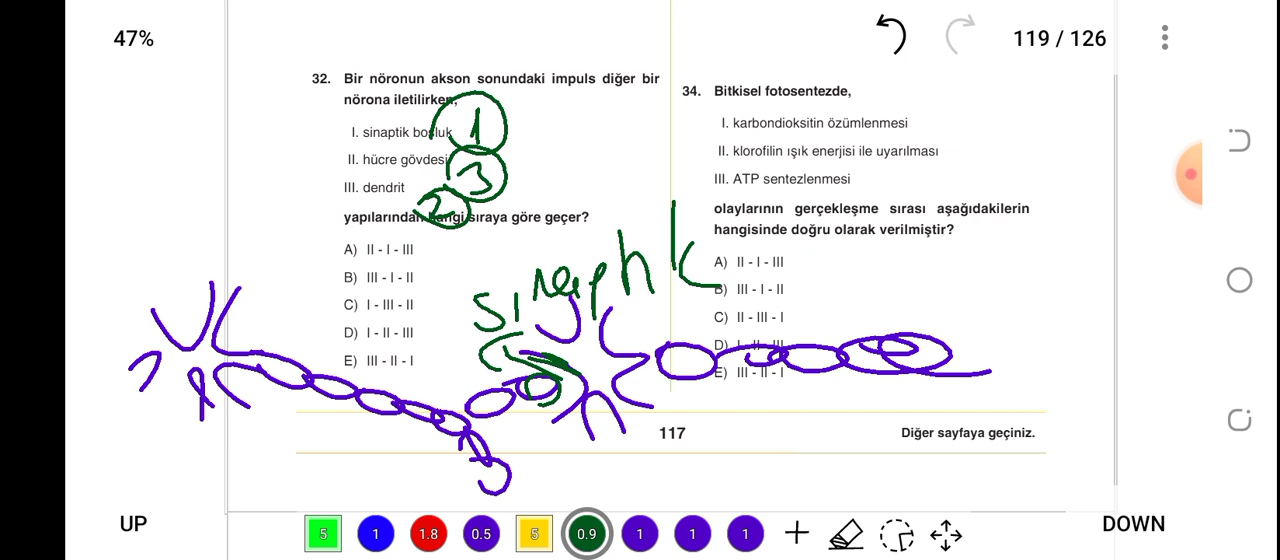 47%
119 / 126
32. Bir nöronun akson sonundaki impuls diğer bir
nörona iletilirken,
I. sinaptik boşluk 1
II. hücre gövdesi 3
III. dendrit 2
yapılarından hangi sıraya göre geçer?
A) II - I - III
B) III - I - II
C) I - III - II
D) I - II - III
E) III - II - I
34. Bitkisel fotosentezde,
I. karbondioksitin özümlenmesi
II. klorofilin ışık enerjisi ile uyarılması
III. ATP sentezlenmesi
olaylarının gerçekleşme sırası aşağıdakilerin
hangisinde doğru olarak verilmiştir?
A) II - I - III
B) III - I - II
C) II - III - I
D) I - II - III
E) III - II - I
117
Diğer sayfaya geçiniz.
UP
5 1 1.8 0.5 5 0.9 1 1 1
DOWN